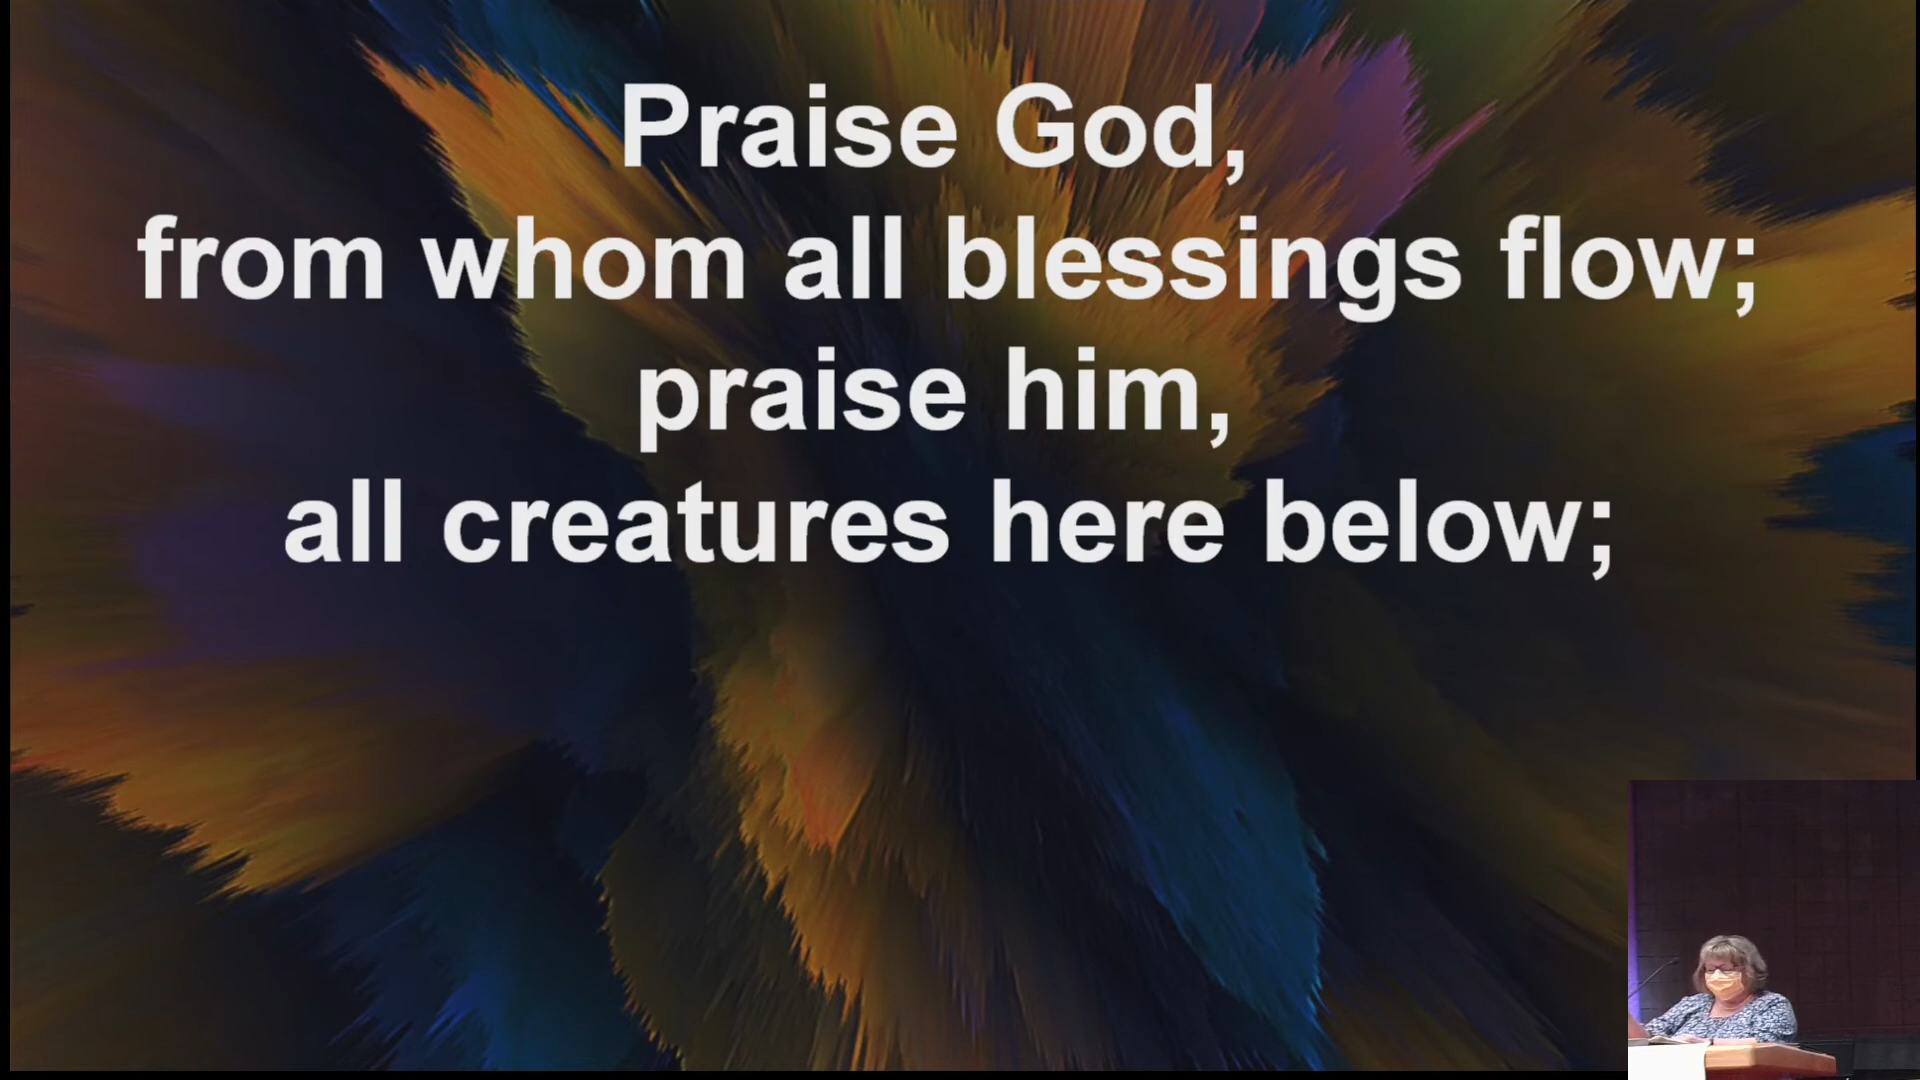 Praise God,
from whom all blessings flow;
praise him,
all creatures here below;